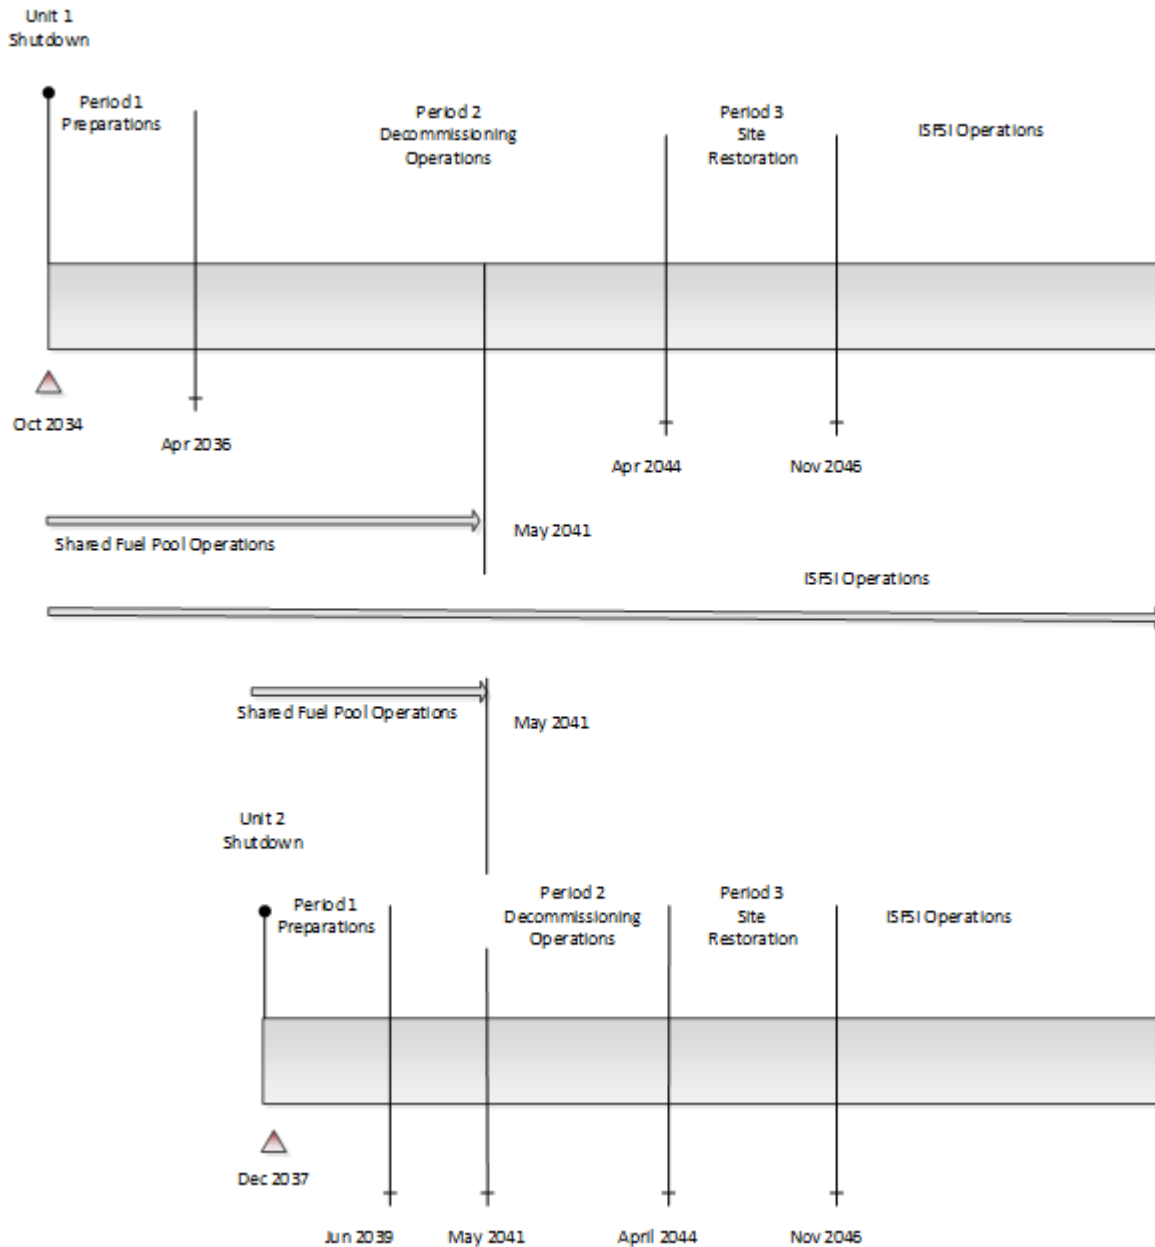 Unit 1
Shutdown
Period 1
Preparations
Period 2
Decommissioning
Operations
Period 3
Site
Restoration
ISFSI Operations
Oct 2034
Apr 2036
Apr 2044
Nov 2045
Shared Fuel Pool Operations
May 2041
ISFSI Operations
Shared Fuel Pool Operations
May 2041
Unit 2
Shutdown
Period 1
Preparations
Period 2
Decommissioning
Operations
Period 3
Site
Restoration
ISFSI Operations
Dec 2037
Jun 2039
May 2041
April 2044
Nov 2045